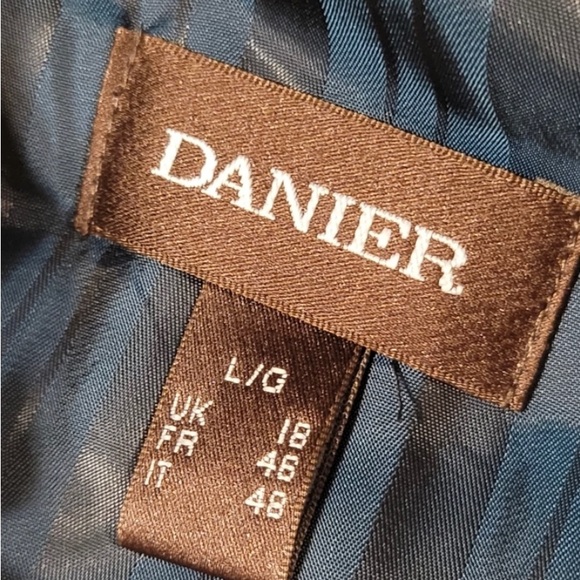 DANIER
L/G
UK 18
FR 46
IT 48